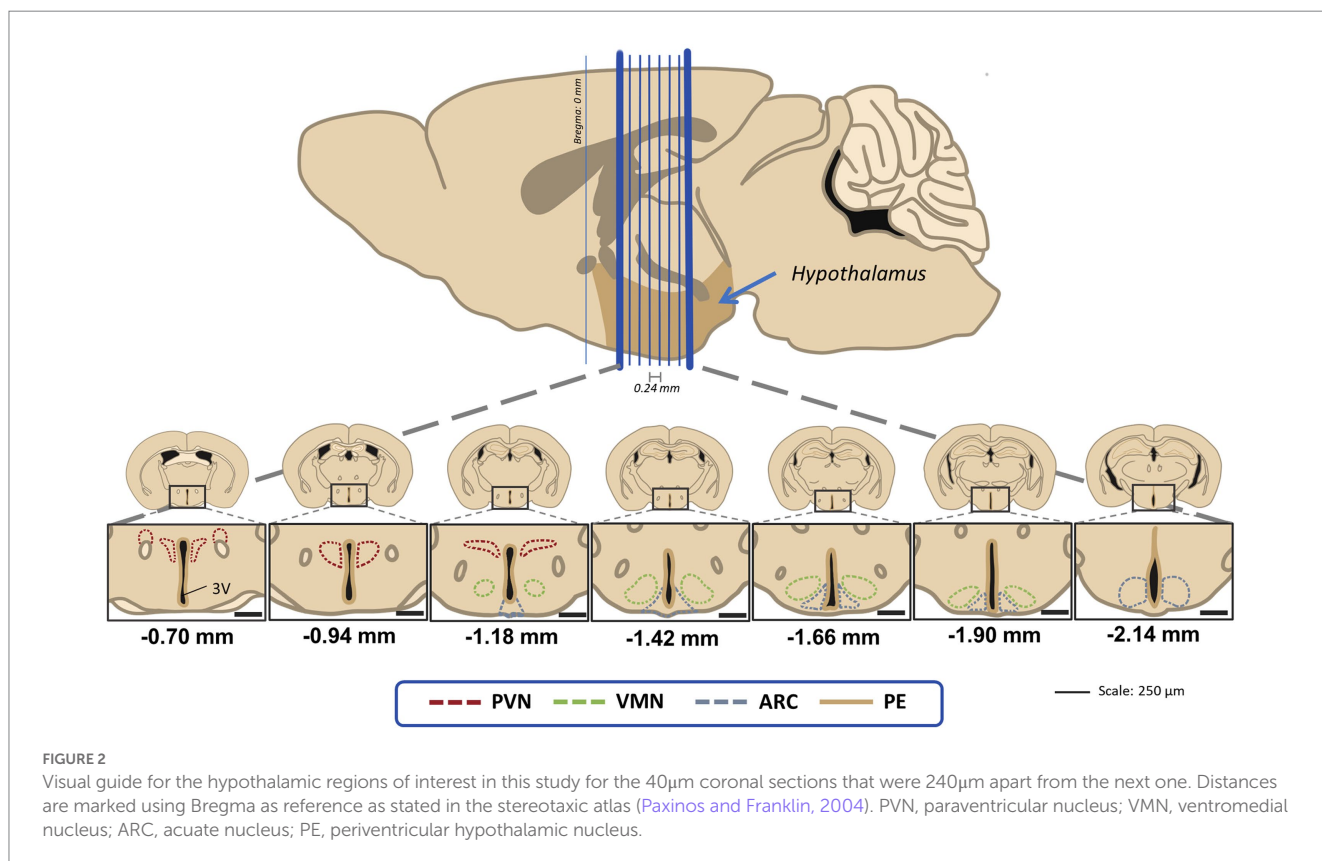 Bregma: 0 mm
Hypothalamus
0.24 mm
3V
-0.70 mm
-0.94 mm
-1.18 mm
-1.42 mm
-1.66 mm
-1.90 mm
-2.14 mm
PVN
VMN
ARC
PE
Scale: 250 µm
FIGURE 2
Visual guide for the hypothalamic regions of interest in this study for the 40μm coronal sections that were 240μm apart from the next one. Distances
are marked using Bregma as reference as stated in the stereotaxic atlas (Paxinos and Franklin, 2004). PVN, paraventricular nucleus; VMN, ventromedial
nucleus; ARC, acuate nucleus; PE, periventricular hypothalamic nucleus.